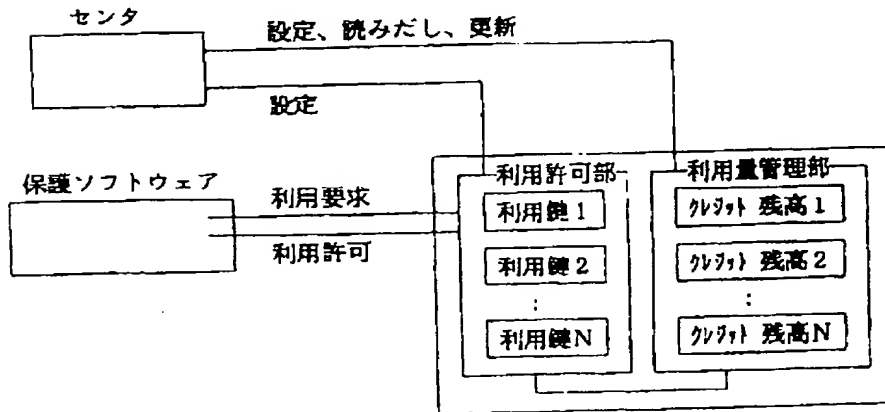 センタ
設定、読みだし、更新
設定
保護ソフトウェア
利用要求
利用許可
利用許可部
利用鍵1
利用鍵2
:
利用鍵N
利用量管理部
クレジット 残高1
クレジット 残高2
:
クレジット 残高N